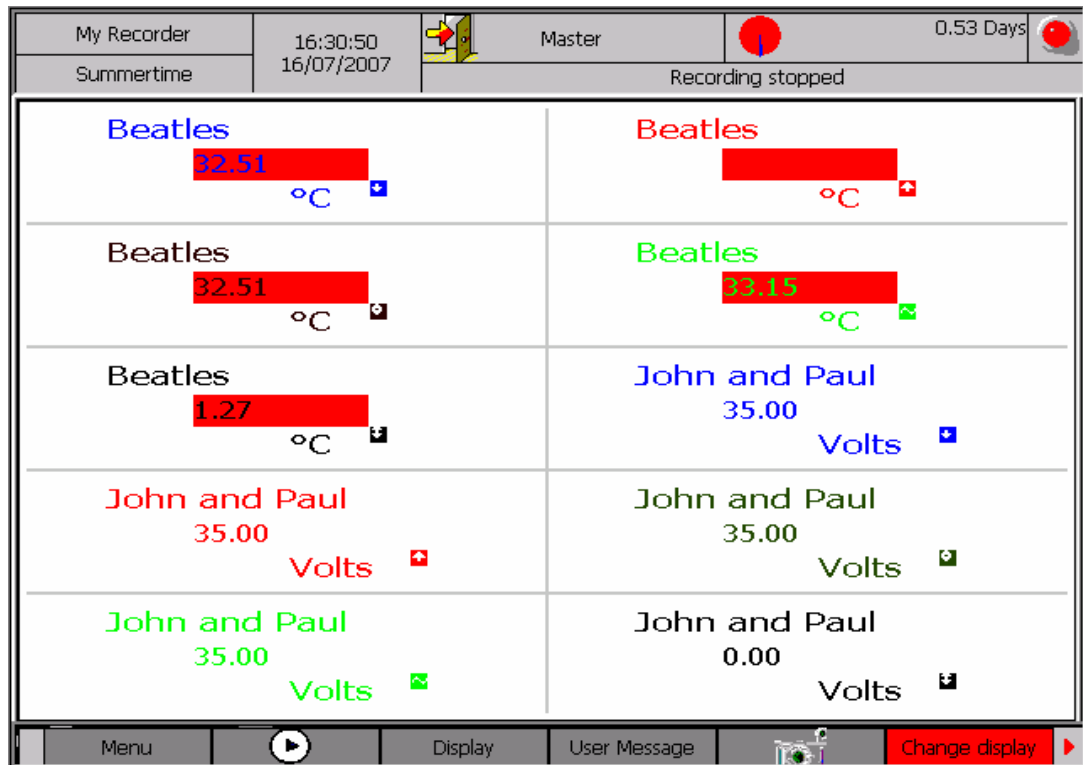 My Recorder
Summertime
16:30:50
16/07/2007
Master
0.53 Days
Recording stopped
Beatles
32.51
°C
Beatles
°C
Beatles
32.51
°C
Beatles
33.15
°C
Beatles
1.27
°C
John and Paul
35.00
Volts
John and Paul
35.00
Volts
John and Paul
35.00
Volts
John and Paul
35.00
Volts
John and Paul
0.00
Volts
Menu
Display
User Message
Change display